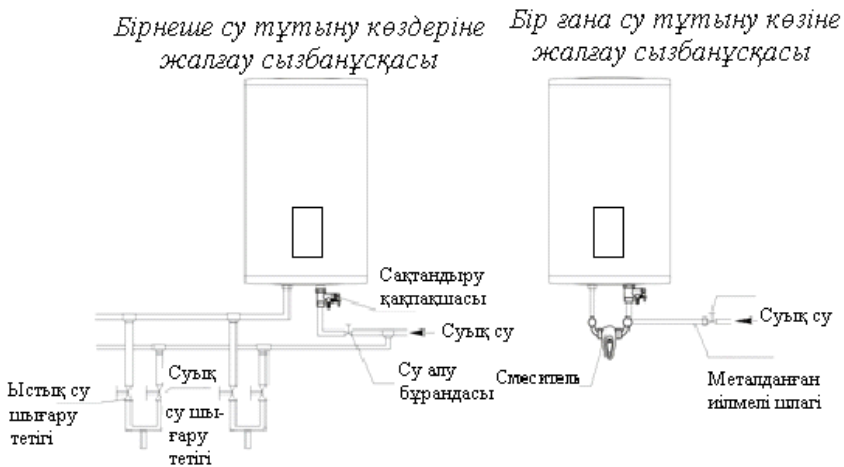 Бірнеше су тұтыну көздеріне
жалғау сызбанұсқасы
Бір ғана су тұтыну көзіне
жалғау сызбанұсқасы
Сақтандыру
қақпақшасы
Суық су
Су алу
бұрандасы
Ыстық су
шығару
тетігі
Суық
су шы-
ғару
тетігі
Суық су
Смеситель
Металданған
иілмелі шлагі